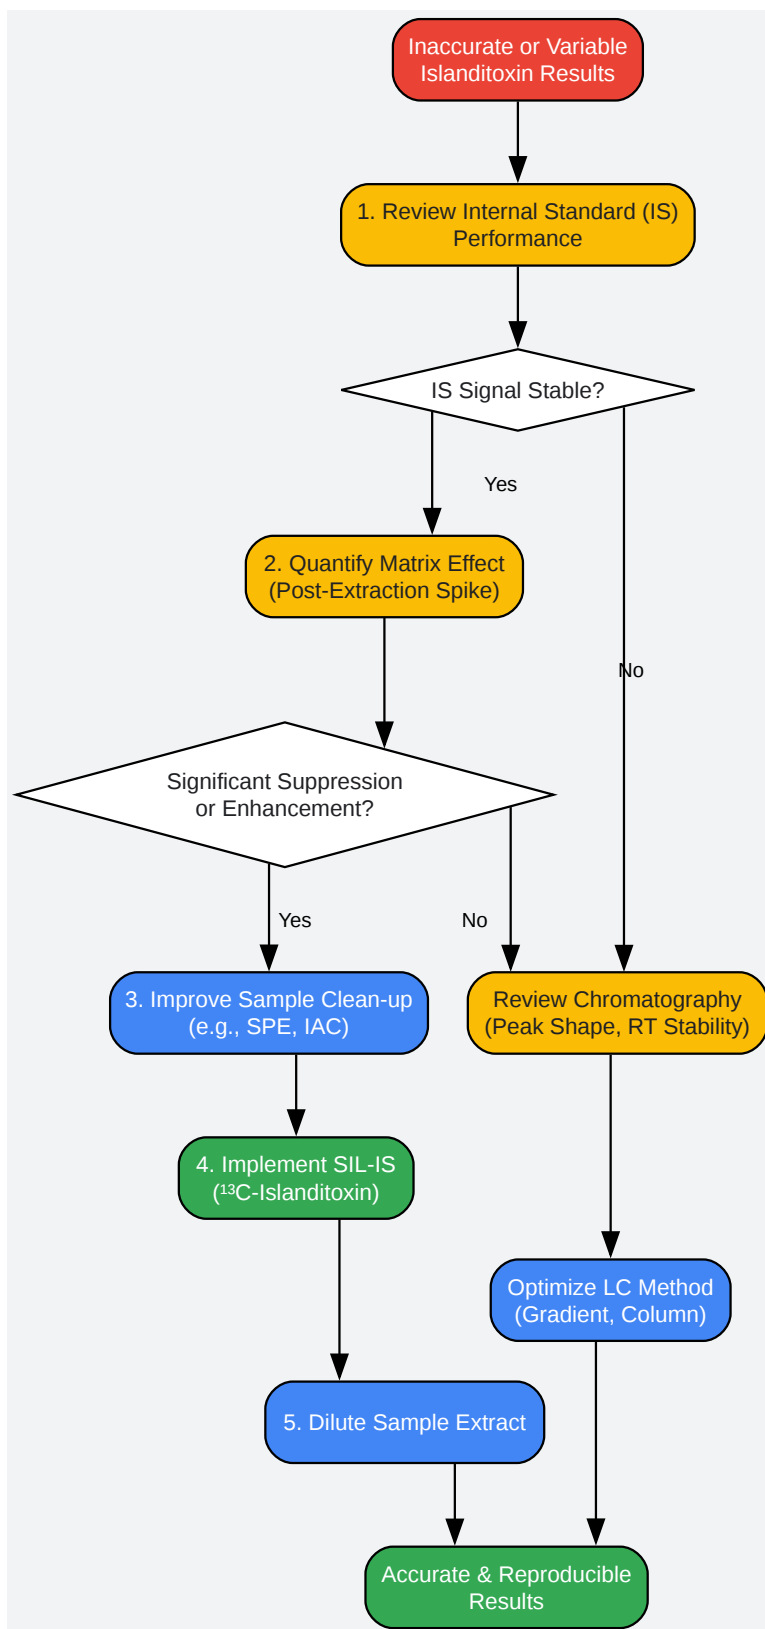 Inaccurate or Variable
Islanditoxin Results
1. Review Internal Standard (IS)
Performance
IS Signal Stable?
Yes
2. Quantify Matrix Effect
(Post-Extraction Spike)
No
Significant Suppression
or Enhancement?
Yes
No
3. Improve Sample Clean-up
(e.g., SPE, IAC)
Review Chromatography
(Peak Shape, RT Stability)
4. Implement SIL-IS
(¹³C-Islanditoxin)
Optimize LC Method
(Gradient, Column)
5. Dilute Sample Extract
Accurate & Reproducible
Results